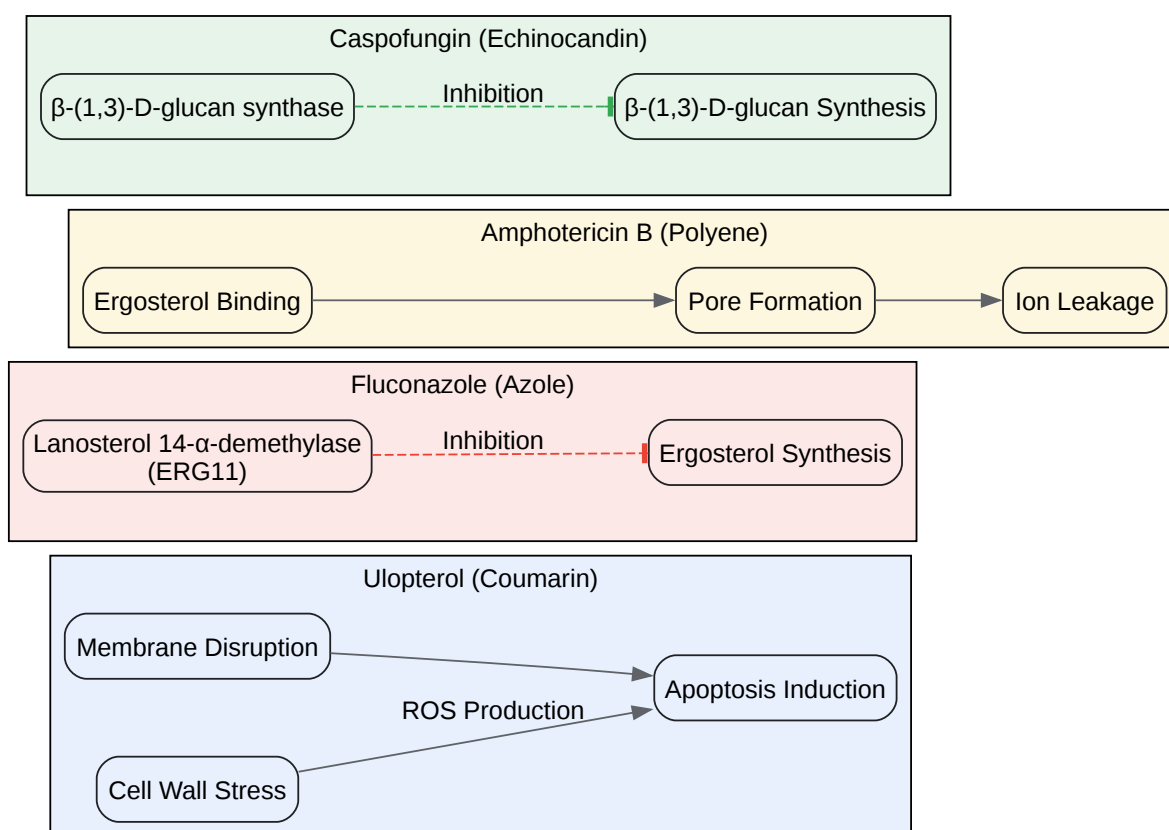 Caspofungin (Echinocandin)
β-(1,3)-D-glucan synthase
Inhibition
β-(1,3)-D-glucan Synthesis
Amphotericin B (Polyene)
Ergosterol Binding
Pore Formation
Ion Leakage
Fluconazole (Azole)
Lanosterol 14-α-demethylase
(ERG11)
Inhibition
Ergosterol Synthesis
Ulopterol (Coumarin)
Membrane Disruption
Apoptosis Induction
ROS Production
Cell Wall Stress